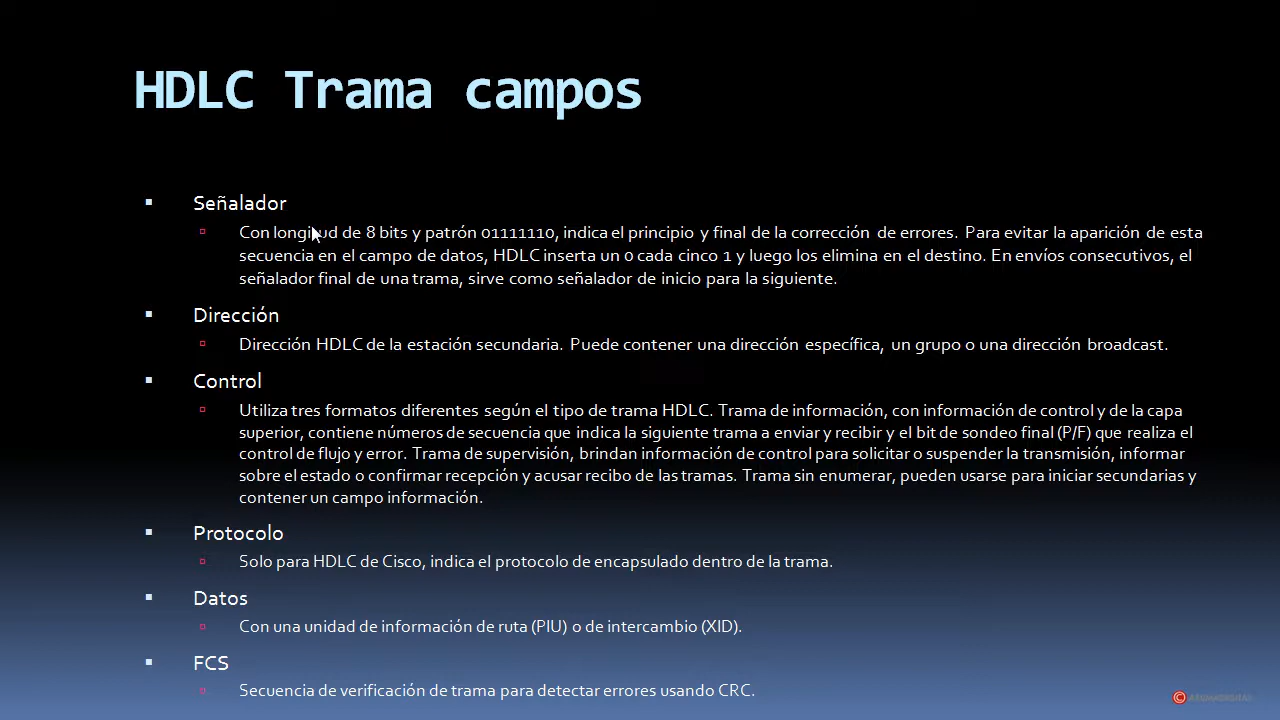 HDLC Trama campos
Señalador
Con longitud de 8 bits y patrón 01111110, indica el principio y final de la corrección de errores. Para evitar la aparición de esta
secuencia en el campo de datos, HDLC inserta un 0 cada cinco 1 y luego los elimina en el destino. En envíos consecutivos, el
señalador final de una trama, sirve como señalador de inicio para la siguiente.
Dirección
Dirección HDLC de la estación secundaria. Puede contener una dirección específica, un grupo o una dirección broadcast.
Control
Utiliza tres formatos diferentes según el tipo de trama HDLC. Trama de información, con información de control y de la capa
superior, contiene números de secuencia que indica la siguiente trama a enviar y recibir y el bit de sondeo final (P/F) que realiza el
control de flujo y error. Trama de supervisión, brindan información de control para solicitar o suspender la transmisión, informar
sobre el estado o confirmar recepción y acusar recibo de las tramas. Trama sin enumerar, pueden usarse para iniciar secundarias y
contener un campo información.
Protocolo
Solo para HDLC de Cisco, indica el protocolo de encapsulado dentro de la trama.
Datos
Con una unidad de información de ruta (PIU) o de intercambio (XID).
FCS
Secuencia de verificación de trama para detectar errores usando CRC.
©